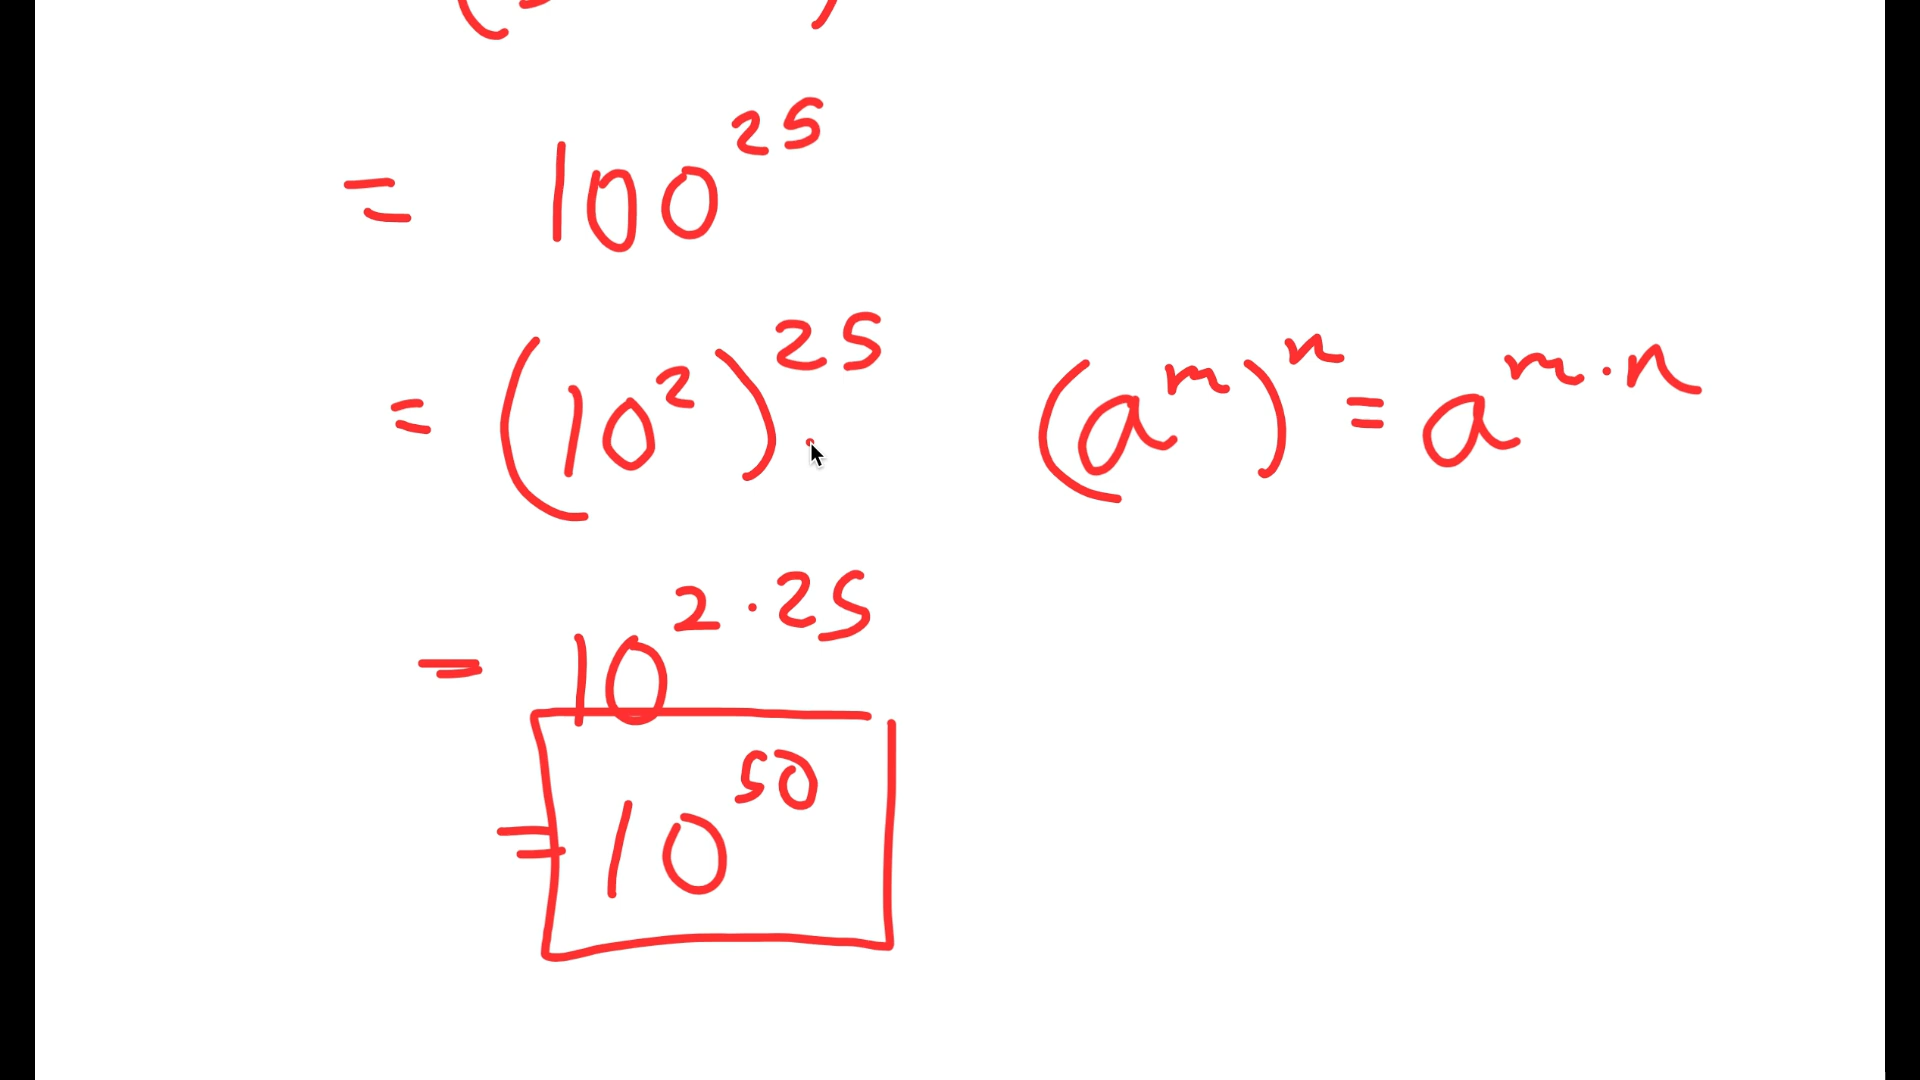 = 100^25
= (10^2)^25 (a^m)^n = a^m·n
= 10^2·25
= 10^50